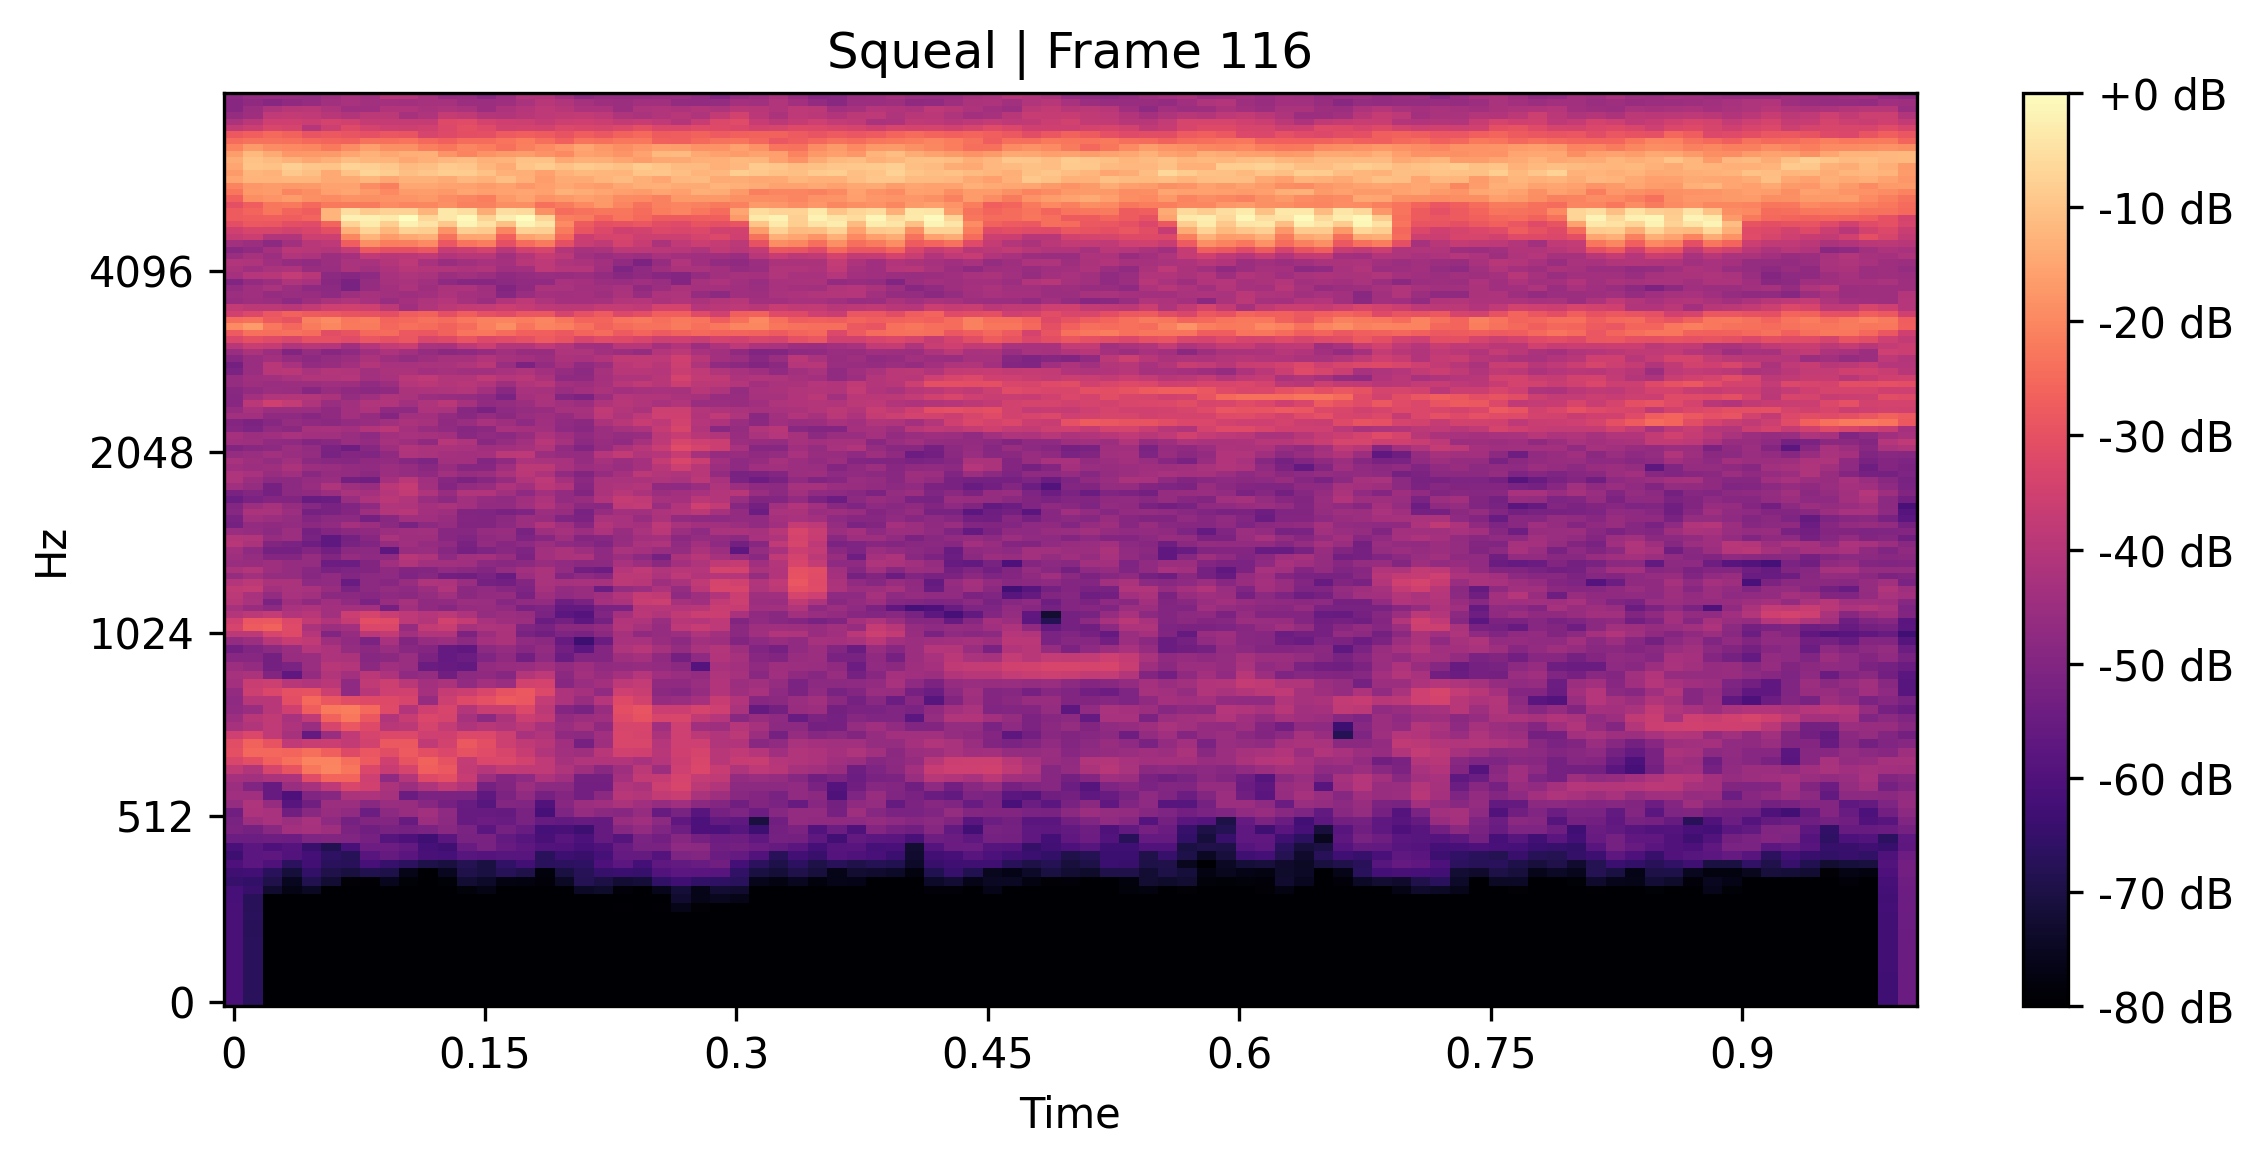 Squeal | Frame 116
+0 dB
-10 dB
-20 dB
-30 dB
-40 dB
-50 dB
-60 dB
-70 dB
-80 dB
Hz
4096
2048
1024
512
0
0 0.15 0.3 0.45 0.6 0.75 0.9
Time